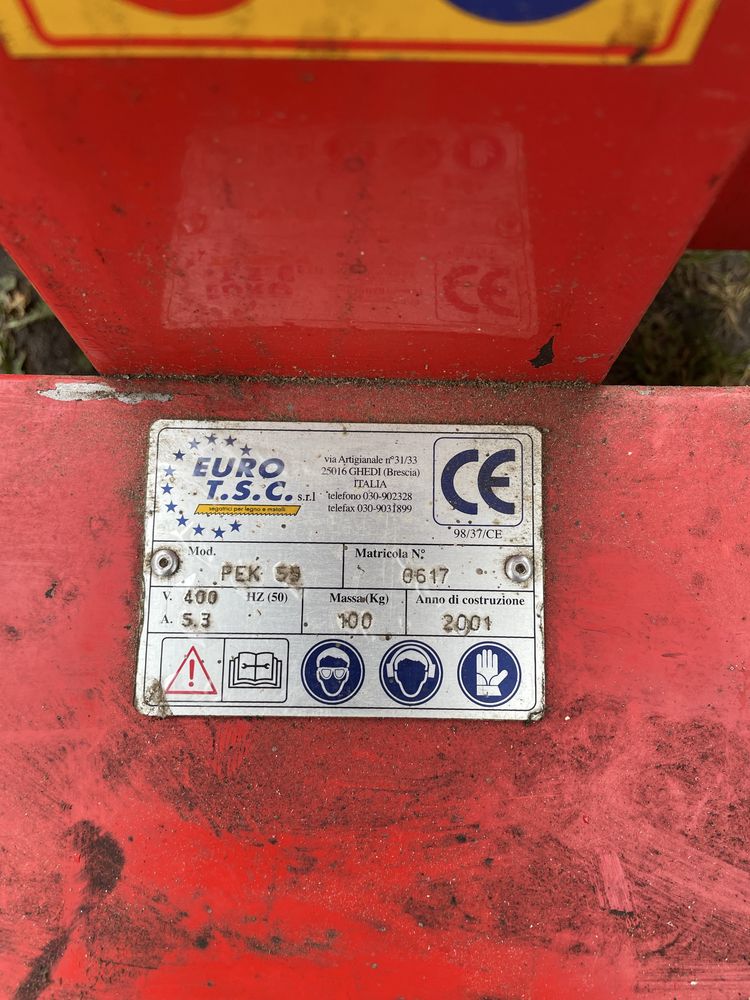 EURO
T.S.C. s.r.l
segatrici per legno e metalli
via Artigianale n°31/33
25016 GHEDI (Brescia)
ITALIA
telefono 030-902328
telefax 030-9031899
CE
98/37/CE
Mod. PEK 55
Matricola N° 0617
V. 400 HZ (50)
A. 5.3
Massa (Kg) 100
Anno di costruzione 2001